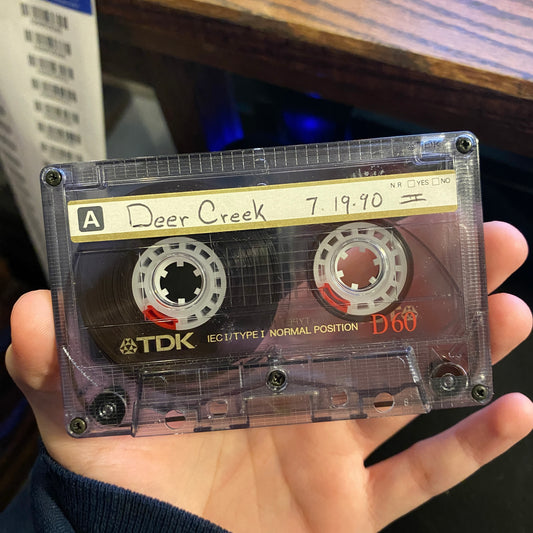 NR □YES □NO
A Deer Creek 7.19.90 II
TDK IEC I/TYPE I NORMAL POSITION D60